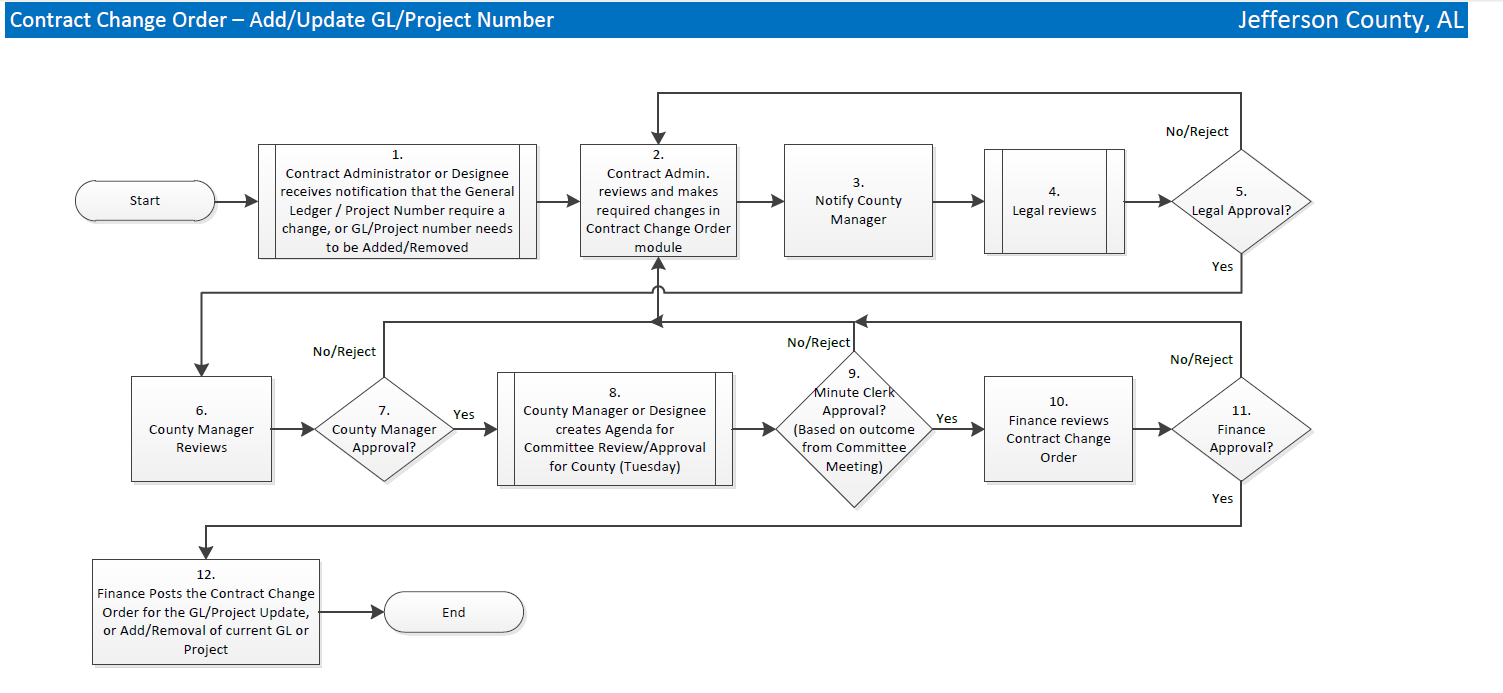 Contract Change Order – Add/Update GL/Project Number
Jefferson County, AL
Start
1.
Contract Administrator or Designee
receives notification that the General
Ledger / Project Number require a
change, or GL/Project number needs
to be Added/Removed
2.
Contract Admin.
reviews and makes
required changes in
Contract Change Order
module
3.
Notify County
Manager
4.
Legal reviews
No/Reject
5.
Legal Approval?
Yes
6.
County Manager
Reviews
No/Reject
7.
County Manager
Approval?
Yes
8.
County Manager or Designee
creates Agenda for
Committee Review/Approval
for County (Tuesday)
No/Reject
9.
Minute Clerk
Approval?
(Based on outcome
from Committee
Meeting)
Yes
10.
Finance reviews
Contract Change
Order
No/Reject
11.
Finance
Approval?
Yes
12.
Finance Posts the Contract Change
Order for the GL/Project Update,
or Add/Removal of current GL or
Project
End